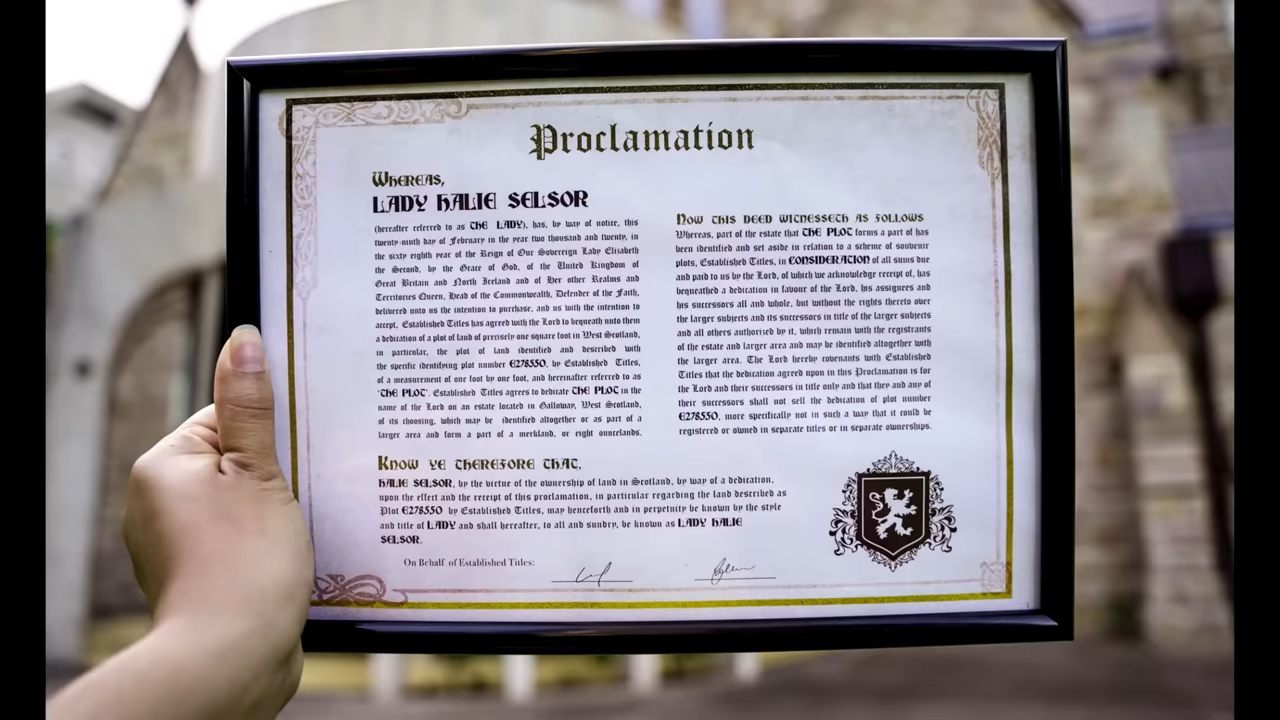 Proclamation
Whereas,
LADY HALIE SELSOR
(hereafter referred to as THE LADY), has, by way of notice, this
twenty-ninth day of February in the year two thousand and twenty, in
the sixty eighth year of the Reign of Our Sovereign Lady Elizabeth
the Second, by the Grace of God, of the United Kingdom of
Great Britain and North Ireland and of Her other Realms and
Territories Queen, Head of the Commonwealth, Defender of the Faith,
delivered unto us the intention to purchase, and us with the intention to
accept, Established Titles has agreed with the Lord to bequeath unto them
a dedication of a plot of land of precisely one square foot in West Scotland,
in particular, the plot of land identified and described with
the specific identifying plot number E278550, by Established Titles,
of a measurement of one foot by one foot, and hereinafter referred to as
"THE PLOT". Established Titles agrees to dedicate THE PLOT in the
name of the Lord on an estate located in Galloway, West Scotland,
of its choosing, which may be identified altogether or as part of a
larger area and form a part of a merkland, or eight ouncelands.
Now this deed witnesseth as follows
Whereas, part of the estate that THE PLOT forms a part of has
been identified and set aside in relation to a scheme of souvenir
plots, Established Titles, in CONSIDERATION of all sums due
and paid to us by the Lord, of which we acknowledge receipt of, has
bequeathed a dedication in favour of the Lord, his assignees and
his successors all and whole, but without the rights thereto over
the larger subjects and its successors in title of the larger subjects
and all others authorised by it, which remain with the registrants
of the estate and larger area and may be identified altogether with
the larger area. The Lord hereby covenants with Established
Titles that the dedication agreed upon in this Proclamation is for
the Lord and their successors in title only and that they and any of
their successors shall not sell the dedication of plot number
E278550, more specifically not in such a way that it could be
registered or owned in separate titles or in separate ownerships.
Know ye therefore that,
HALIE SELSOR, by the virtue of the ownership of land in Scotland, by way of a dedication,
upon the effect and the receipt of this proclamation, in particular regarding the land described as
Plot E278550 by Established Titles, may henceforth and in perpetuity be known by the style
and title of LADY and shall hereafter, to all and sundry, be known as LADY HALIE
SELSOR.
On Behalf of Established Titles: